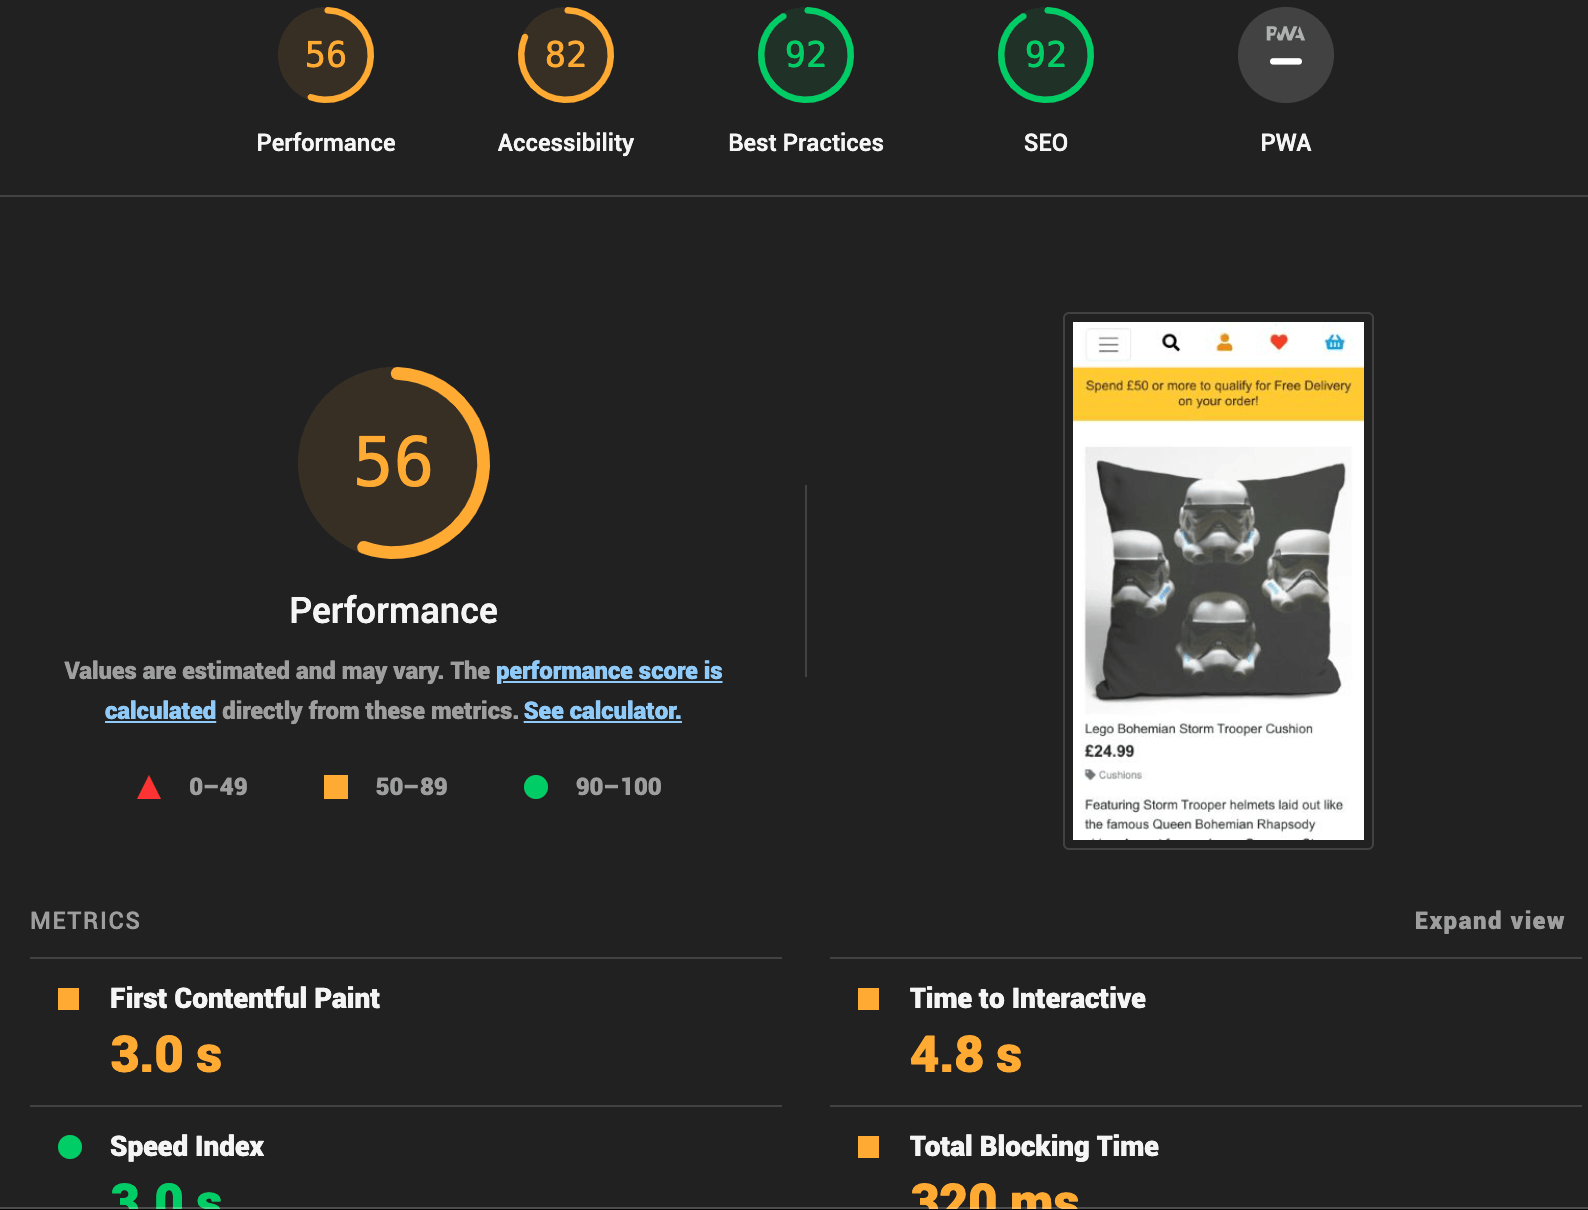 56
82
92
92
PWA
Performance
Accessibility
Best Practices
SEO
PWA
56
Performance
Values are estimated and may vary. The performance score is
calculated directly from these metrics. See calculator.
0–49
50–89
90–100
Spend £50 or more to qualify for Free Delivery
on your order!
Lego Bohemian Storm Trooper Cushion
£24.99
Cushions
Featuring Storm Trooper helmets laid out like
the famous Queen Bohemian Rhapsody
METRICS
Expand view
First Contentful Paint
3.0 s
Time to Interactive
4.8 s
Speed Index
3.0 s
Total Blocking Time
320 ms